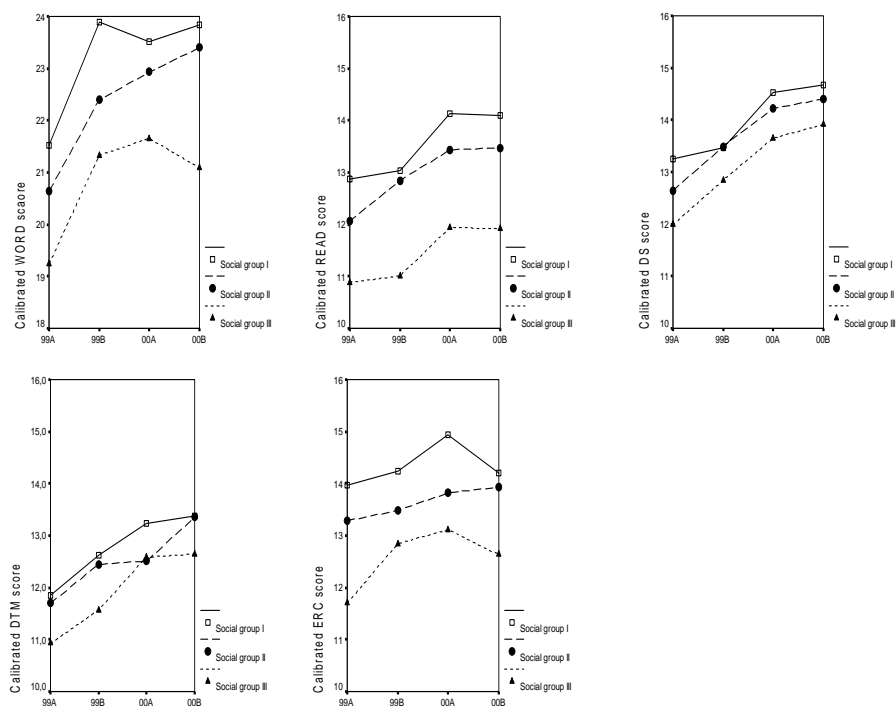 Calibrated WORD scaore
24
23
22
21
20
19
18
99A 99B 00A 00B
Social group I
Social group II
Social group III
Calibrated READ score
16
15
14
13
12
11
10
99A 99B 00A 00B
Social group I
Social group II
Social group III
Calibrated DS score
16
15
14
13
12
11
10
99A 99B 00A 00B
Social group I
Social group II
Social group III
Calibrated DTM score
16,0
15,0
14,0
13,0
12,0
11,0
10,0
99A 99B 00A 00B
Social group I
Social group II
Social group III
Calibrated ERC score
16
15
14
13
12
11
10
99A 99B 00A 00B
Social group I
Social group II
Social group III